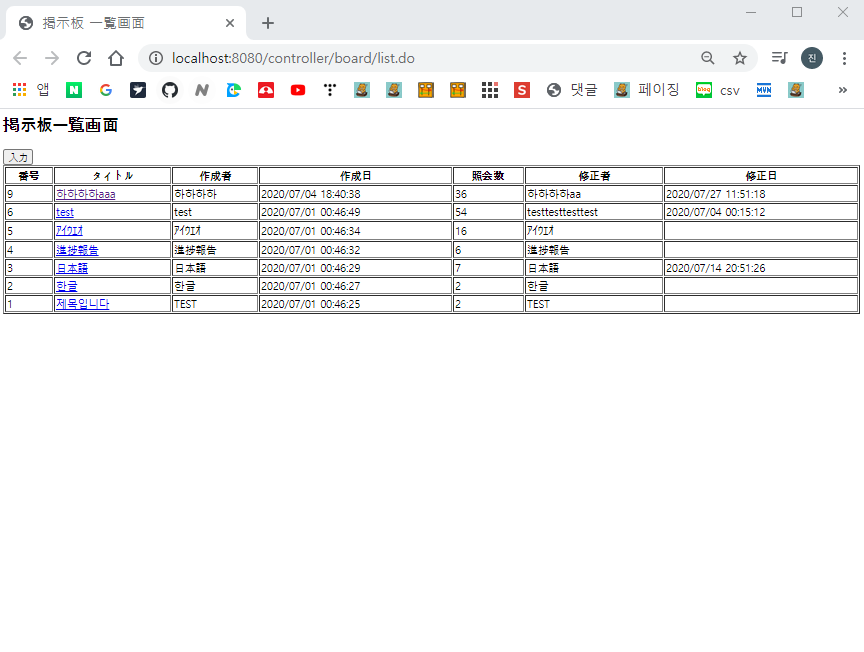 掲示板 一覧画面
localhost:8080/controller/board/list.do
진
앱 N G S 댓글 페이징 blog csv MVN »
掲示板一覧画面
入力
番号 タイトル 作成者 作成日 照会数 修正者 修正日
9 하하하하aaa 하하하하 2020/07/04 18:40:38 36 하하하하aa 2020/07/27 11:51:18
6 test test 2020/07/01 00:46:49 54 testtesttesttest 2020/07/04 00:15:12
5 ｱｲｳｴｵ ｱｲｳｴｵ 2020/07/01 00:46:34 16 ｱｲｳｴｵ
4 進捗報告 進捗報告 2020/07/01 00:46:32 6 進捗報告
3 日本語 日本語 2020/07/01 00:46:29 7 日本語 2020/07/14 20:51:26
2 한글 한글 2020/07/01 00:46:27 2 한글
1 제목입니다 TEST 2020/07/01 00:46:25 2 TEST